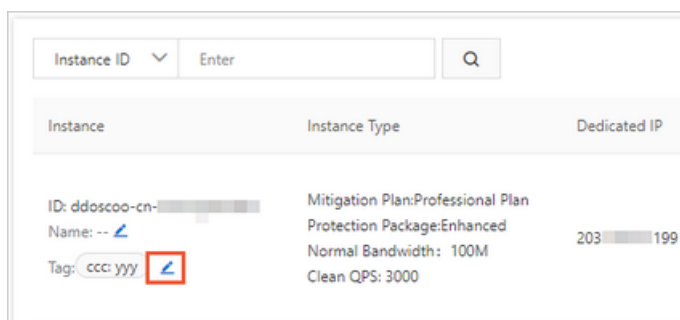 Instance ID Enter
Instance Instance Type Dedicated IP
ID: ddoscoo-cn-
Name: --
Tag: ccc: yyy
Mitigation Plan:Professional Plan
Protection Package:Enhanced
Normal Bandwidth: 100M
Clean QPS: 3000
203 199